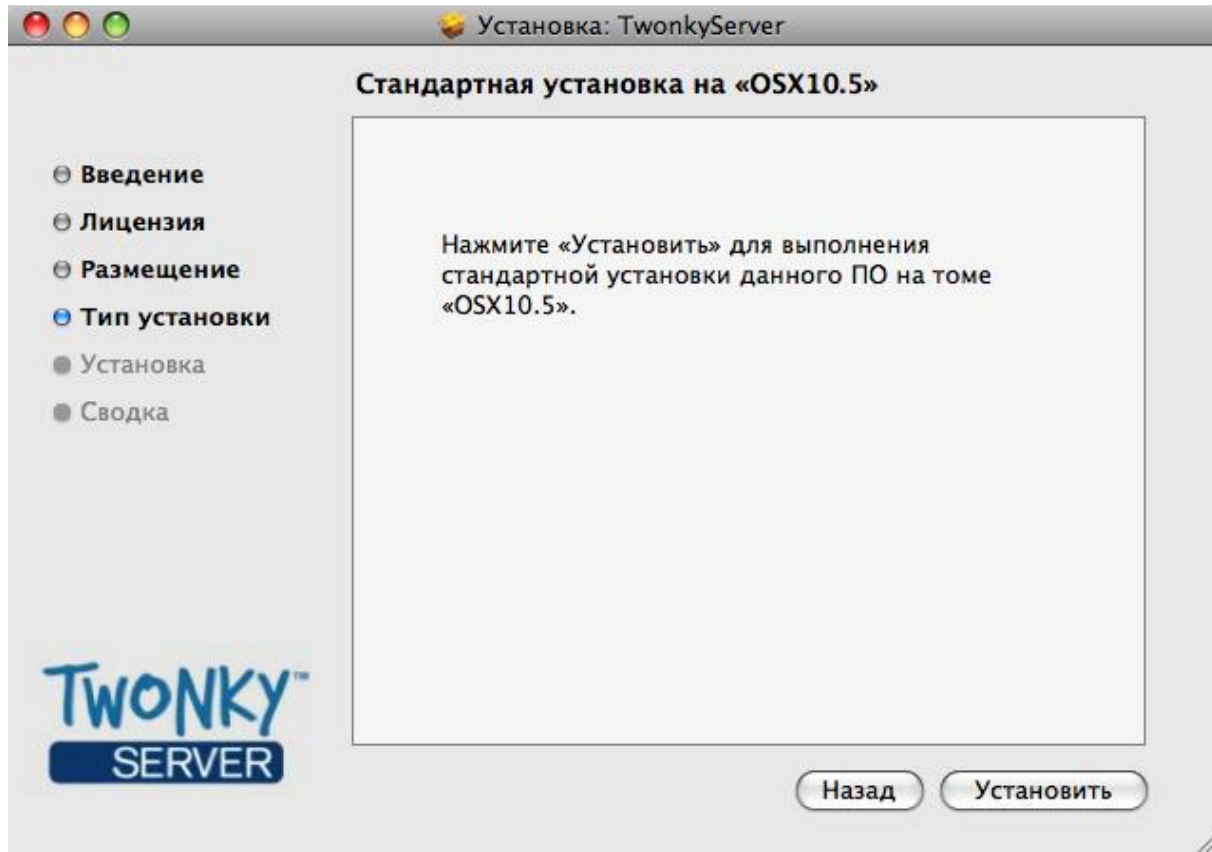 Установка: TwonkyServer
Стандартная установка на «OSX10.5»
Введение
Лицензия
Размещение
Тип установки
Установка
Сводка
Нажмите «Установить» для выполнения
стандартной установки данного ПО на томе
«OSX10.5».
TWONKY™
SERVER
Назад
Установить